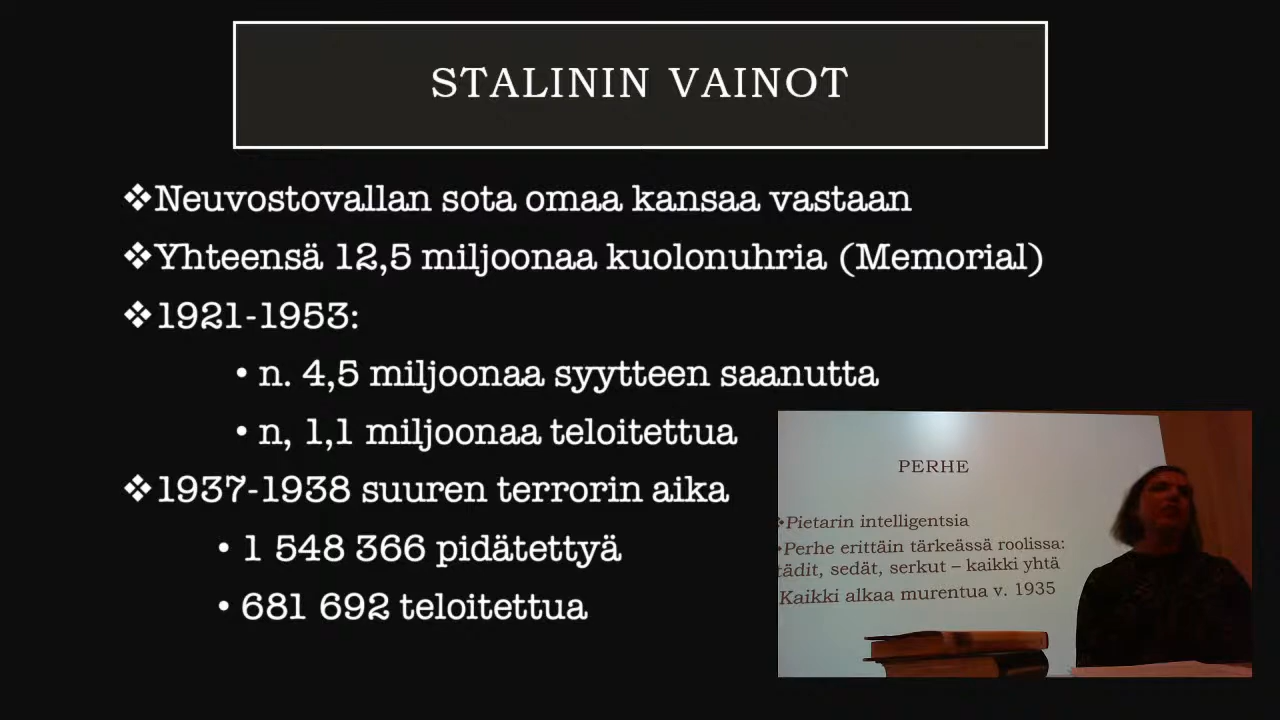 STALININ VAINOT
❖Neuvostovallan sota omaa kansaa vastaan
❖Yhteensä 12,5 miljoonaa kuolonuhria (Memorial)
❖1921-1953:
• n. 4,5 miljoonaa syytteen saanutta
• n, 1,1 miljoonaa teloitettua
❖1937-1938 suuren terrorin aika
• 1 548 366 pidätettyä
• 681 692 teloitettua
PERHE
Pietarin intelligentsia
Perhe erittäin tärkeässä roolissa:
tädit, sedät, serkut – kaikki yhtä
Kaikki alkaa murentua v. 1935